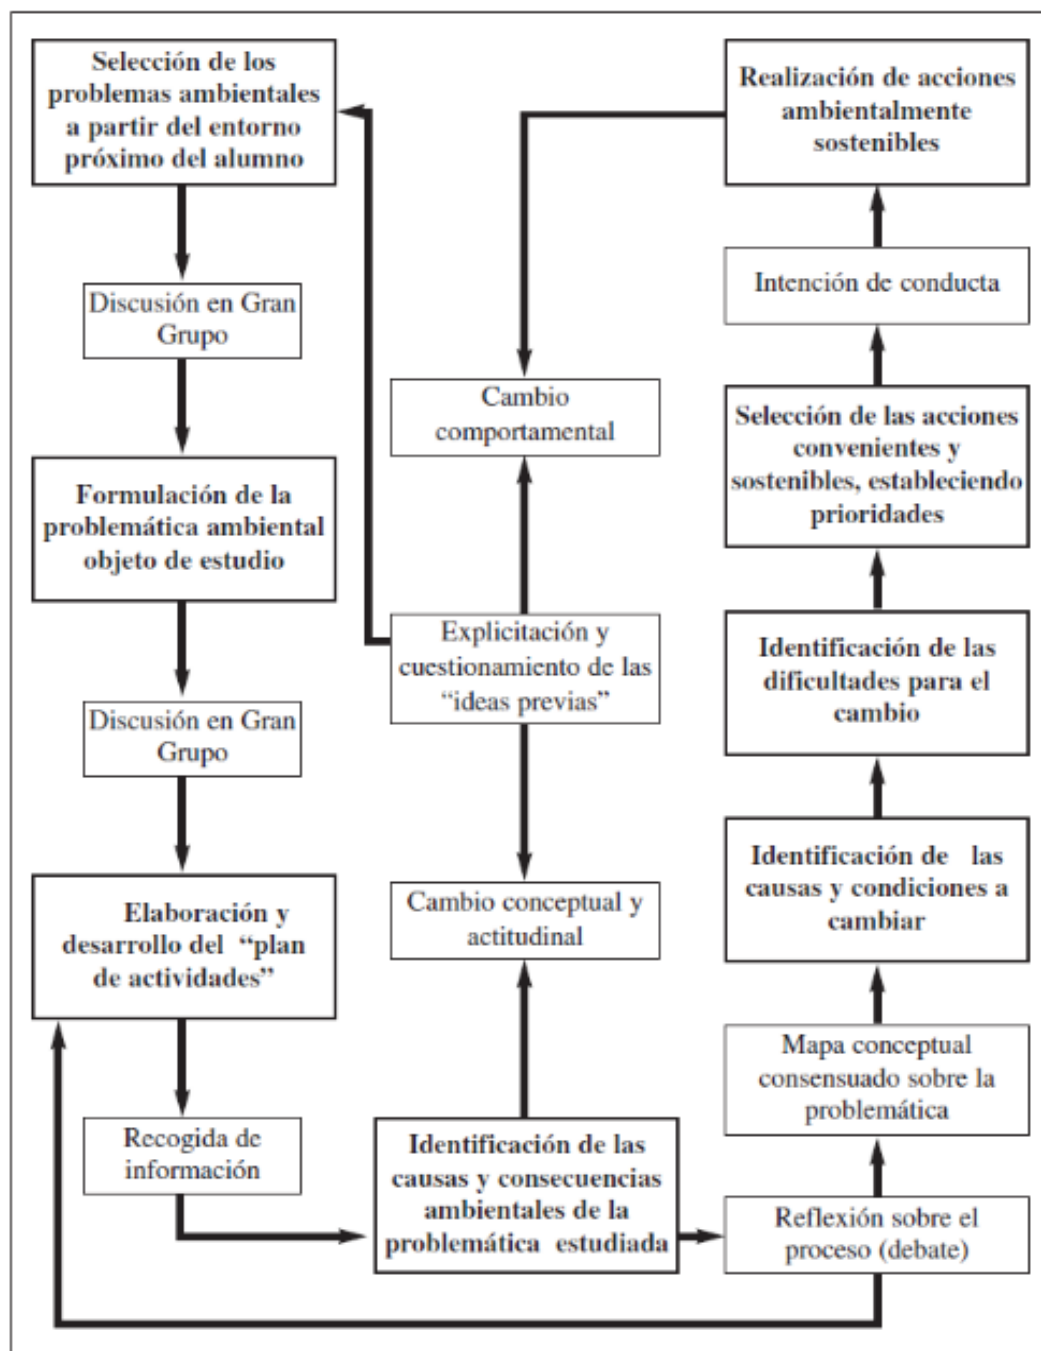 Selección de los
problemas ambientales
a partir del entorno
próximo del alumno
Discusión en Gran
Grupo
Formulación de la
problemática ambiental
objeto de estudio
Discusión en Gran
Grupo
Elaboración y
desarrollo del “plan
de actividades”
Recogida de
información
Cambio
comportamental
Explicitación y
cuestionamiento de las
“ideas previas”
Cambio conceptual y
actitudinal
Identificación de las
causas y consecuencias
ambientales de la
problemática estudiada
Realización de acciones
ambientalmente
sostenibles
Intención de conducta
Selección de las acciones
convenientes y
sostenibles, estableciendo
prioridades
Identificación de las
dificultades para el
cambio
Identificación de las
causas y condiciones a
cambiar
Mapa conceptual
consensuado sobre la
problemática
Reflexión sobre el
proceso (debate)